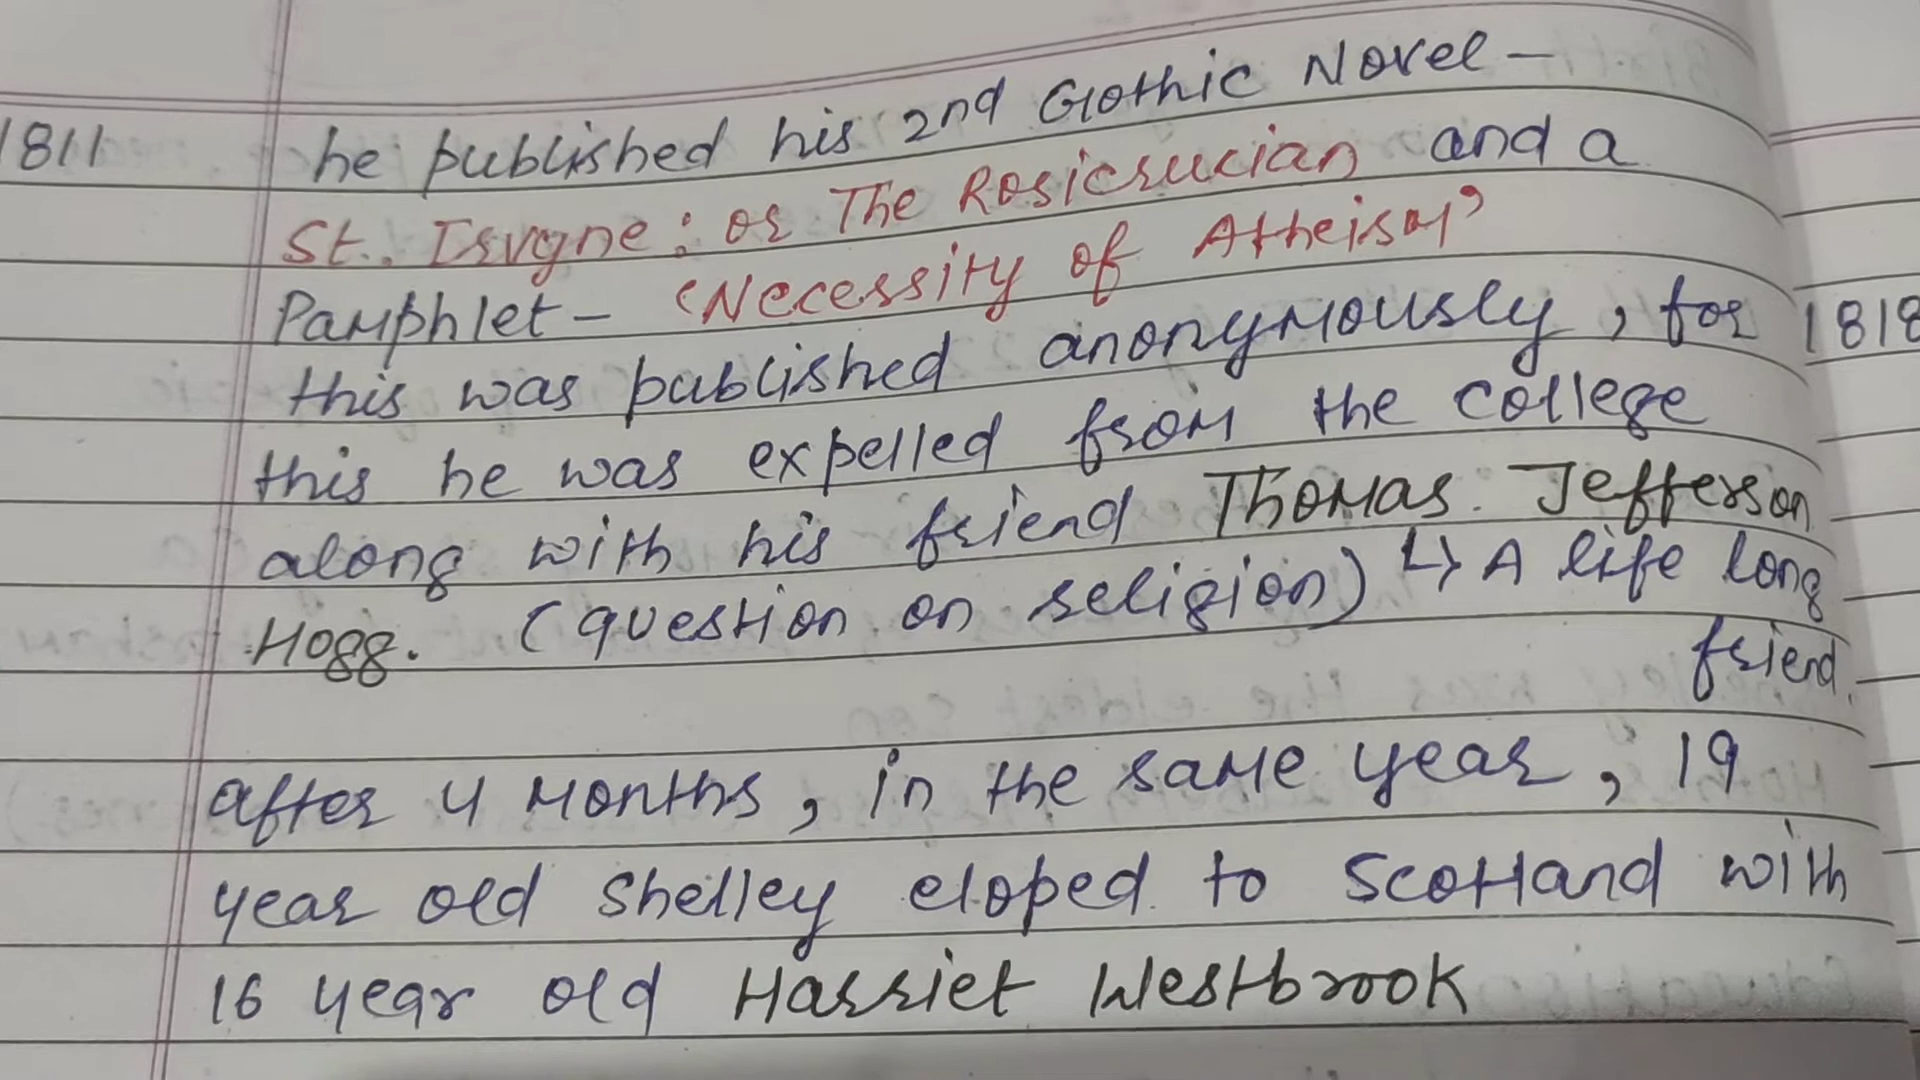 1811 he published his 2nd Gothic Novel –
St. Irvyne : or The Rosicrucian and a
Pamphlet – ‘Necessity of Atheism’
this was published anonymously, for
this he was expelled from the college
along with his friend Thomas. Jefferson
Hogg. (question on religion) ↳ A life long
friend.
after 4 months, in the same year, 19
year old Shelley eloped to Scotland with
16 year old Harriet Westbrook
1818